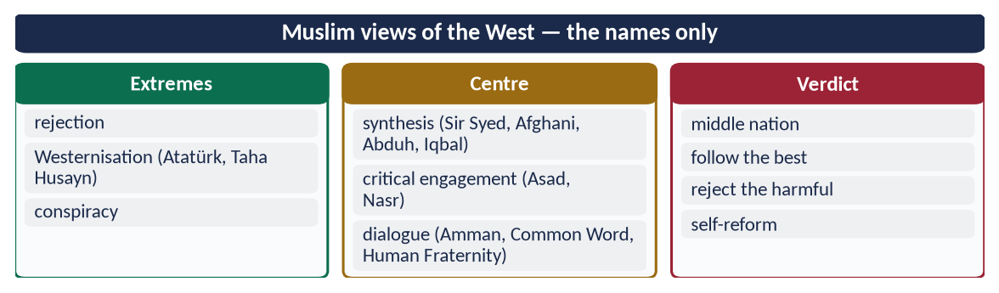 Muslim views of the West — the names only
Extremes
rejection
Westernisation (Atatürk, Taha
Husayn)
conspiracy
Centre
synthesis (Sir Syed, Afghani,
Abduh, Iqbal)
critical engagement (Asad,
Nasr)
dialogue (Amman, Common Word,
Human Fraternity)
Verdict
middle nation
follow the best
reject the harmful
self-reform